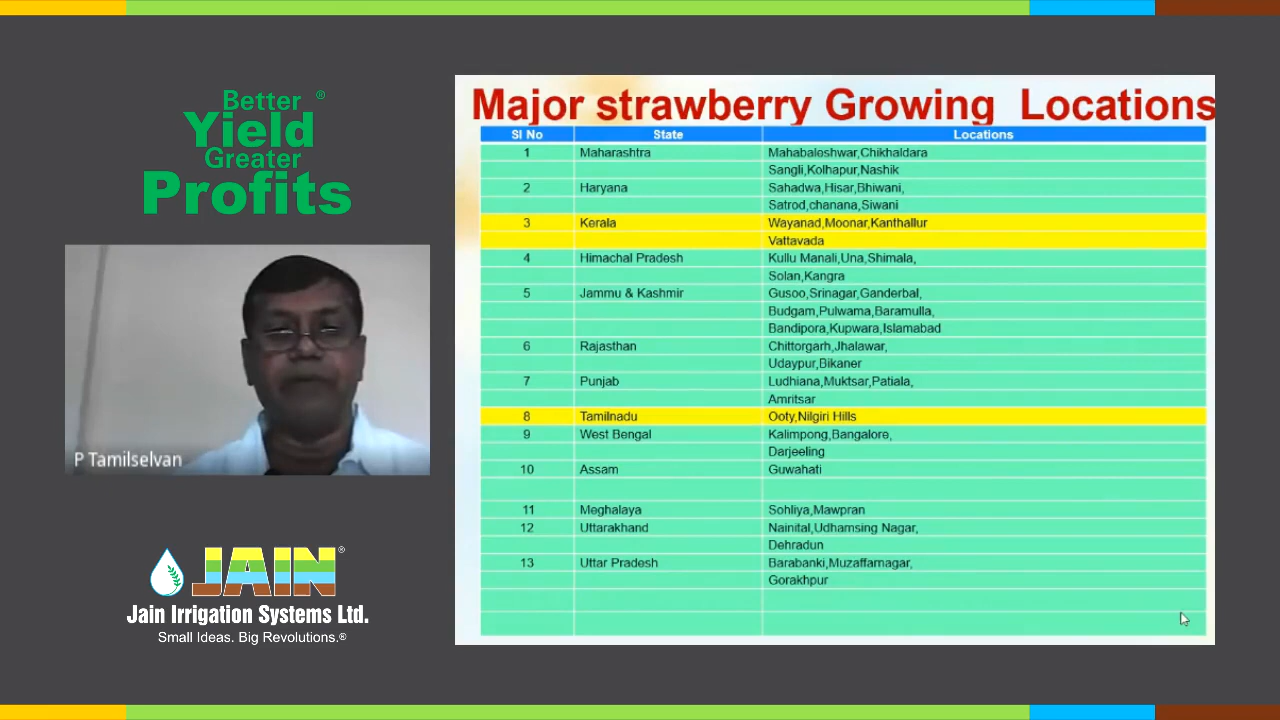 Better ®
Yield
Greater
Profits
P Tamilselvan
JAIN®
Jain Irrigation Systems Ltd.
Small Ideas. Big Revolutions.®
Major strawberry Growing Locations
Sl No State Locations
1 Maharashtra Mahabaleshwar,Chikhaldara
Sangli,Kolhapur,Nashik
2 Haryana Sahadwa,Hisar,Bhiwani,
Satrod,chanana,Siwani
3 Kerala Wayanad,Moonar,Kanthallur
Vattavada
4 Himachal Pradesh Kullu Manali,Una,Shimala,
Solan,Kangra
5 Jammu & Kashmir Gusoo,Srinagar,Ganderbal,
Budgam,Pulwama,Baramulla,
Bandipora,Kupwara,Islamabad
6 Rajasthan Chittorgarh,Jhalawar,
Udaypur,Bikaner
7 Punjab Ludhiana,Muktsar,Patiala,
Amritsar
8 Tamilnadu Ooty,Nilgiri Hills
9 West Bengal Kalimpong,Bangalore,
Darjeeling
10 Assam Guwahati
11 Meghalaya Sohliya,Mawpran
12 Uttarakhand Nainital,Udhamsing Nagar,
Dehradun
13 Uttar Pradesh Barabanki,Muzaffarnagar,
Gorakhpur